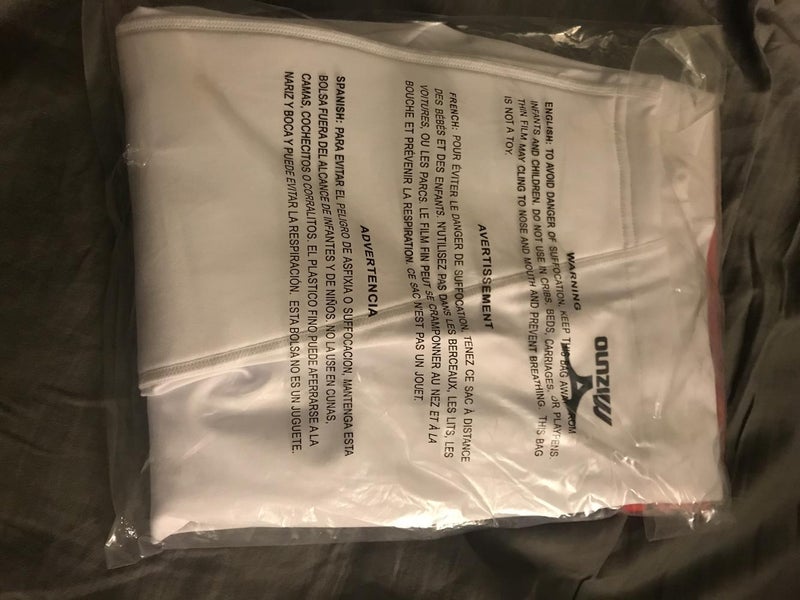 Mizuno
WARNING
ENGLISH: TO AVOID DANGER OF SUFFOCATION, KEEP THIS BAG AWAY FROM
INFANTS AND CHILDREN. DO NOT USE IN CRIBS, BEDS, CARRIAGES, OR PLAYPENS.
THIN FILM MAY CLING TO NOSE AND MOUTH AND PREVENT BREATHING. THIS BAG
IS NOT A TOY.
AVERTISSEMENT
FRENCH: POUR ÉVITER LE DANGER DE SUFFOCATION, TENEZ CE SAC À DISTANCE
DES BÉBÉS ET DES ENFANTS. N'UTILISEZ PAS DANS LES BERCEAUX, LES LITS, LES
VOITURES, OU LES PARCS. LE FILM FIN PEUT SE CRAMPONNER AU NEZ ET À LA
BOUCHE ET PRÉVENIR LA RESPIRATION. CE SAC N'EST PAS UN JOUET.
ADVERTENCIA
SPANISH: PARA EVITAR EL PELIGRO DE ASFIXIA O SUFFOCACION, MANTENGA ESTA
BOLSA FUERA DEL ALCANCE DE INFANTES Y DE NIÑOS. NO LA USE EN CUNAS,
CAMAS, COCHECITOS O CORRALITOS. EL PLASTICO FINO PUEDE AFERRARSE A LA
NARIZ Y BOCA Y PUEDE EVITAR LA RESPIRACIÓN. ESTA BOLSA NO ES UN JUGUETE.